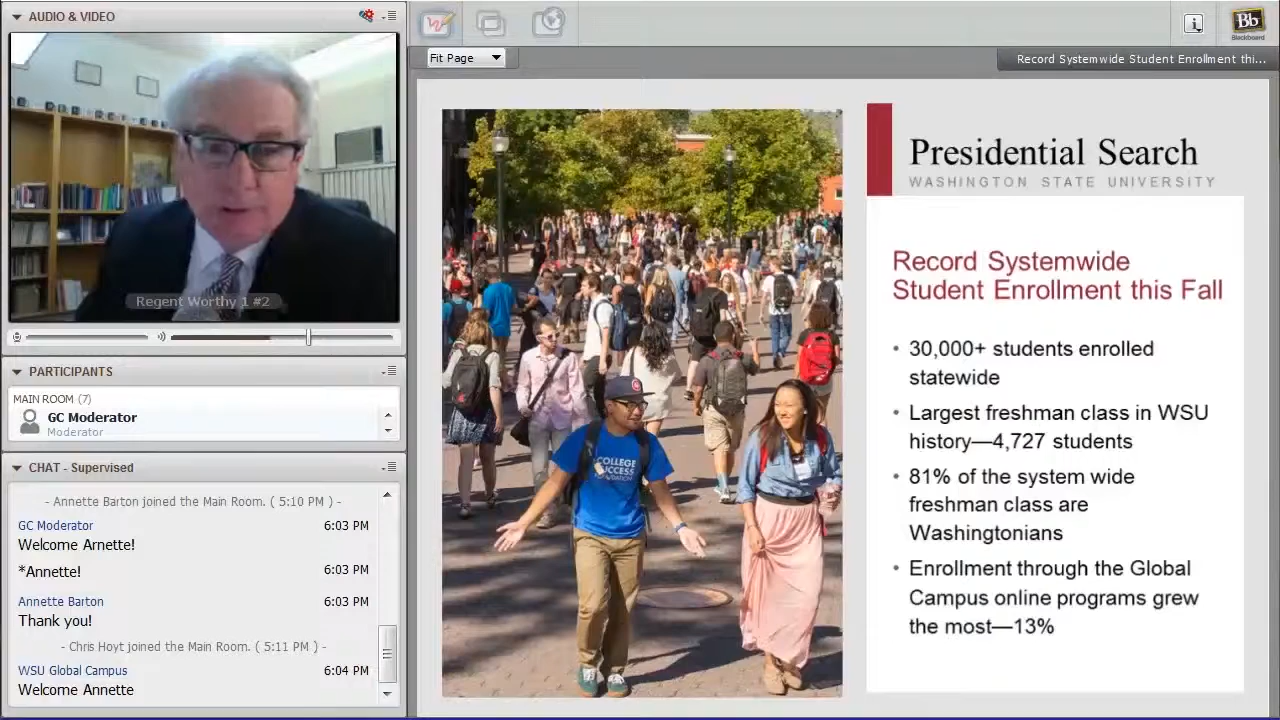 AUDIO & VIDEO
Regent Worthy 1 #2
PARTICIPANTS
MAIN ROOM (7)
GC Moderator
Moderator
CHAT - Supervised
- Annette Barton joined the Main Room. ( 5:10 PM ) -
GC Moderator 6:03 PM
Welcome Arnette!
*Annette! 6:03 PM
Annette Barton 6:03 PM
Thank you!
- Chris Hoyt joined the Main Room. ( 5:11 PM ) -
WSU Global Campus 6:04 PM
Welcome Annette
Bb
Blackboard
Fit Page
Record Systemwide Student Enrollment thi...
COLLEGE
SUCCESS
FOUNDATION
Presidential Search
WASHINGTON STATE UNIVERSITY
Record Systemwide
Student Enrollment this Fall
• 30,000+ students enrolled
statewide
• Largest freshman class in WSU
history—4,727 students
• 81% of the system wide
freshman class are
Washingtonians
• Enrollment through the Global
Campus online programs grew
the most—13%